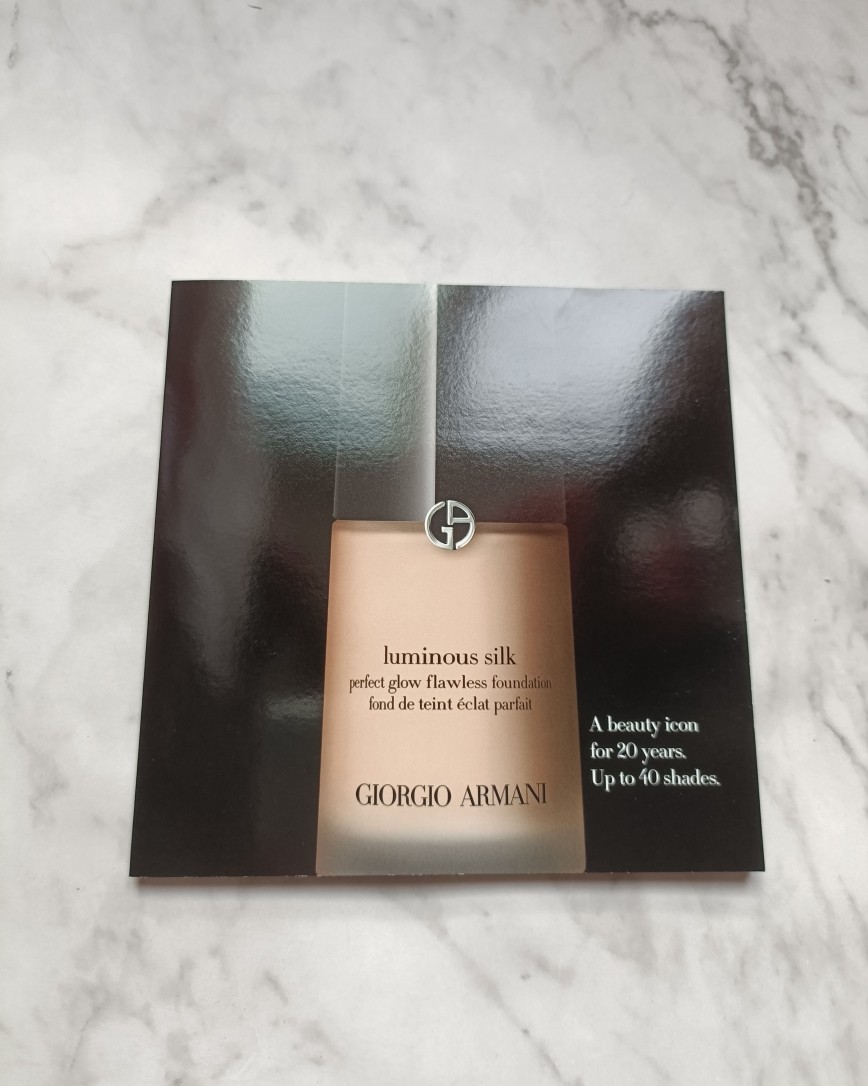 GA
luminous silk
perfect glow flawless foundation
fond de teint éclat parfait
GIORGIO ARMANI
A beauty icon
for 20 years.
Up to 40 shades.